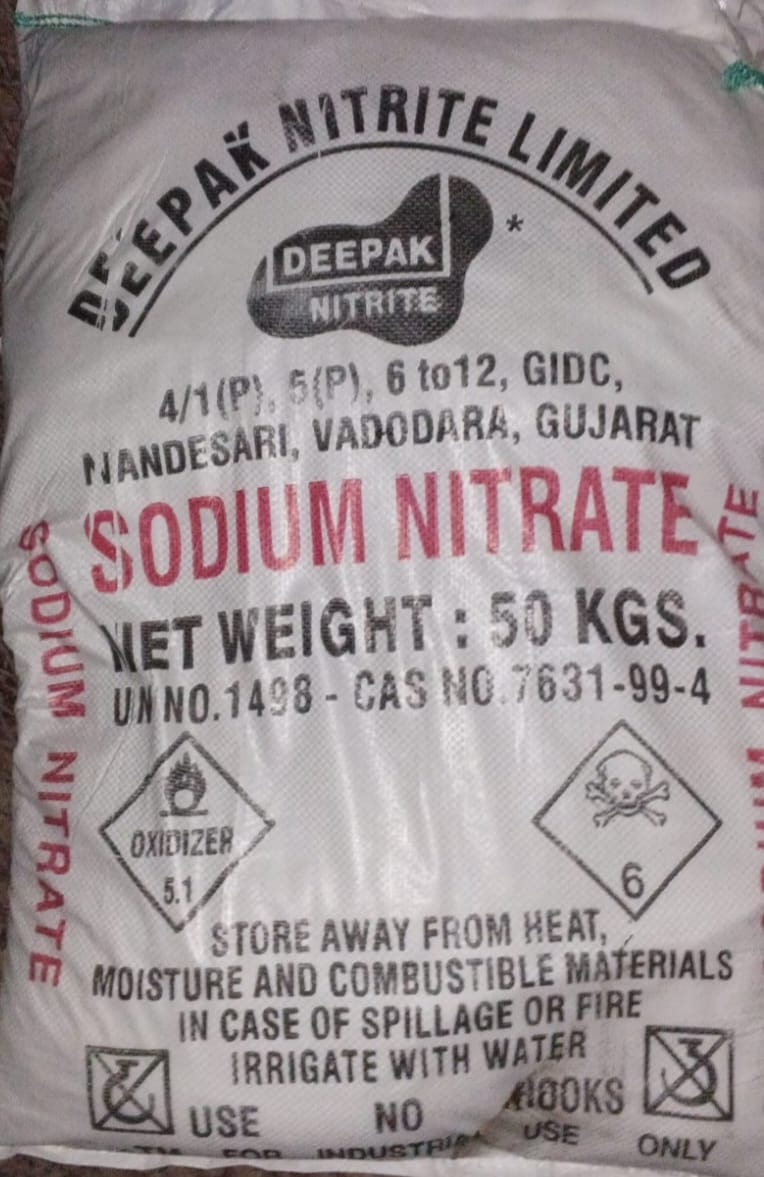 DEEPAK NITRITE LIMITED
DEEPAK
NITRITE
*
4/1(P), 5(P), 6 to12, GIDC,
NANDESARI, VADODARA, GUJARAT
SODIUM NITRATE
NET WEIGHT : 50 KGS.
UN NO.1498 - CAS NO.7631-99-4
SODIUM NITRATE
SODIUM NITRATE
OXIDIZER
5.1
6
STORE AWAY FROM HEAT,
MOISTURE AND COMBUSTIBLE MATERIALS
IN CASE OF SPILLAGE OR FIRE
IRRIGATE WITH WATER
USE NO HOOKS
FOR INDUSTRIAL USE ONLY